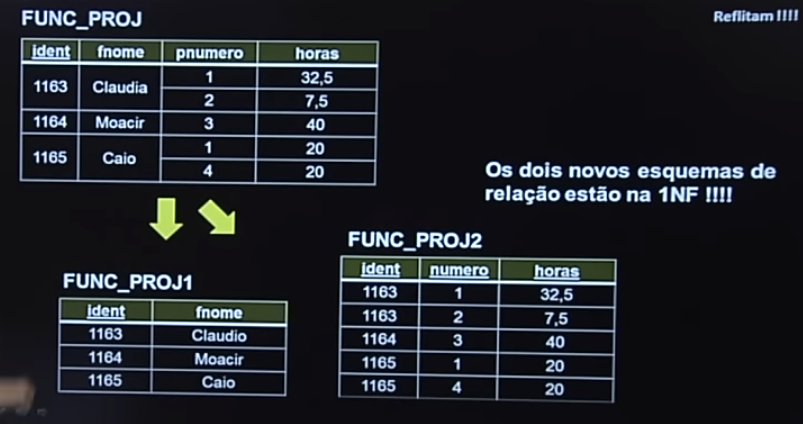 FUNC_PROJ
Reflitam !!!!
ident fnome pnumero horas
1163 Claudia 1 32,5
2 7,5
1164 Moacir 3 40
1165 Caio 1 20
4 20
Os dois novos esquemas de
relação estão na 1NF !!!!
FUNC_PROJ2
ident numero horas
1163 1 32,5
1163 2 7,5
1164 3 40
1165 1 20
1165 4 20
FUNC_PROJ1
ident fnome
1163 Claudio
1164 Moacir
1165 Caio